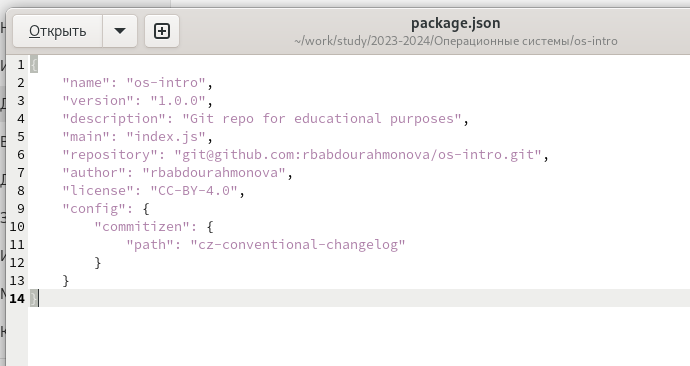 Открыть
package.json
~/work/study/2023-2024/Операционные системы/os-intro
1 {
2     "name": "os-intro",
3     "version": "1.0.0",
4     "description": "Git repo for educational purposes",
5     "main": "index.js",
6     "repository": "git@github.com:rbabdourahmonova/os-intro.git",
7     "author": "rbabdourahmonova",
8     "license": "CC-BY-4.0",
9     "config": {
10         "commitizen": {
11             "path": "cz-conventional-changelog"
12         }
13     }
14 }